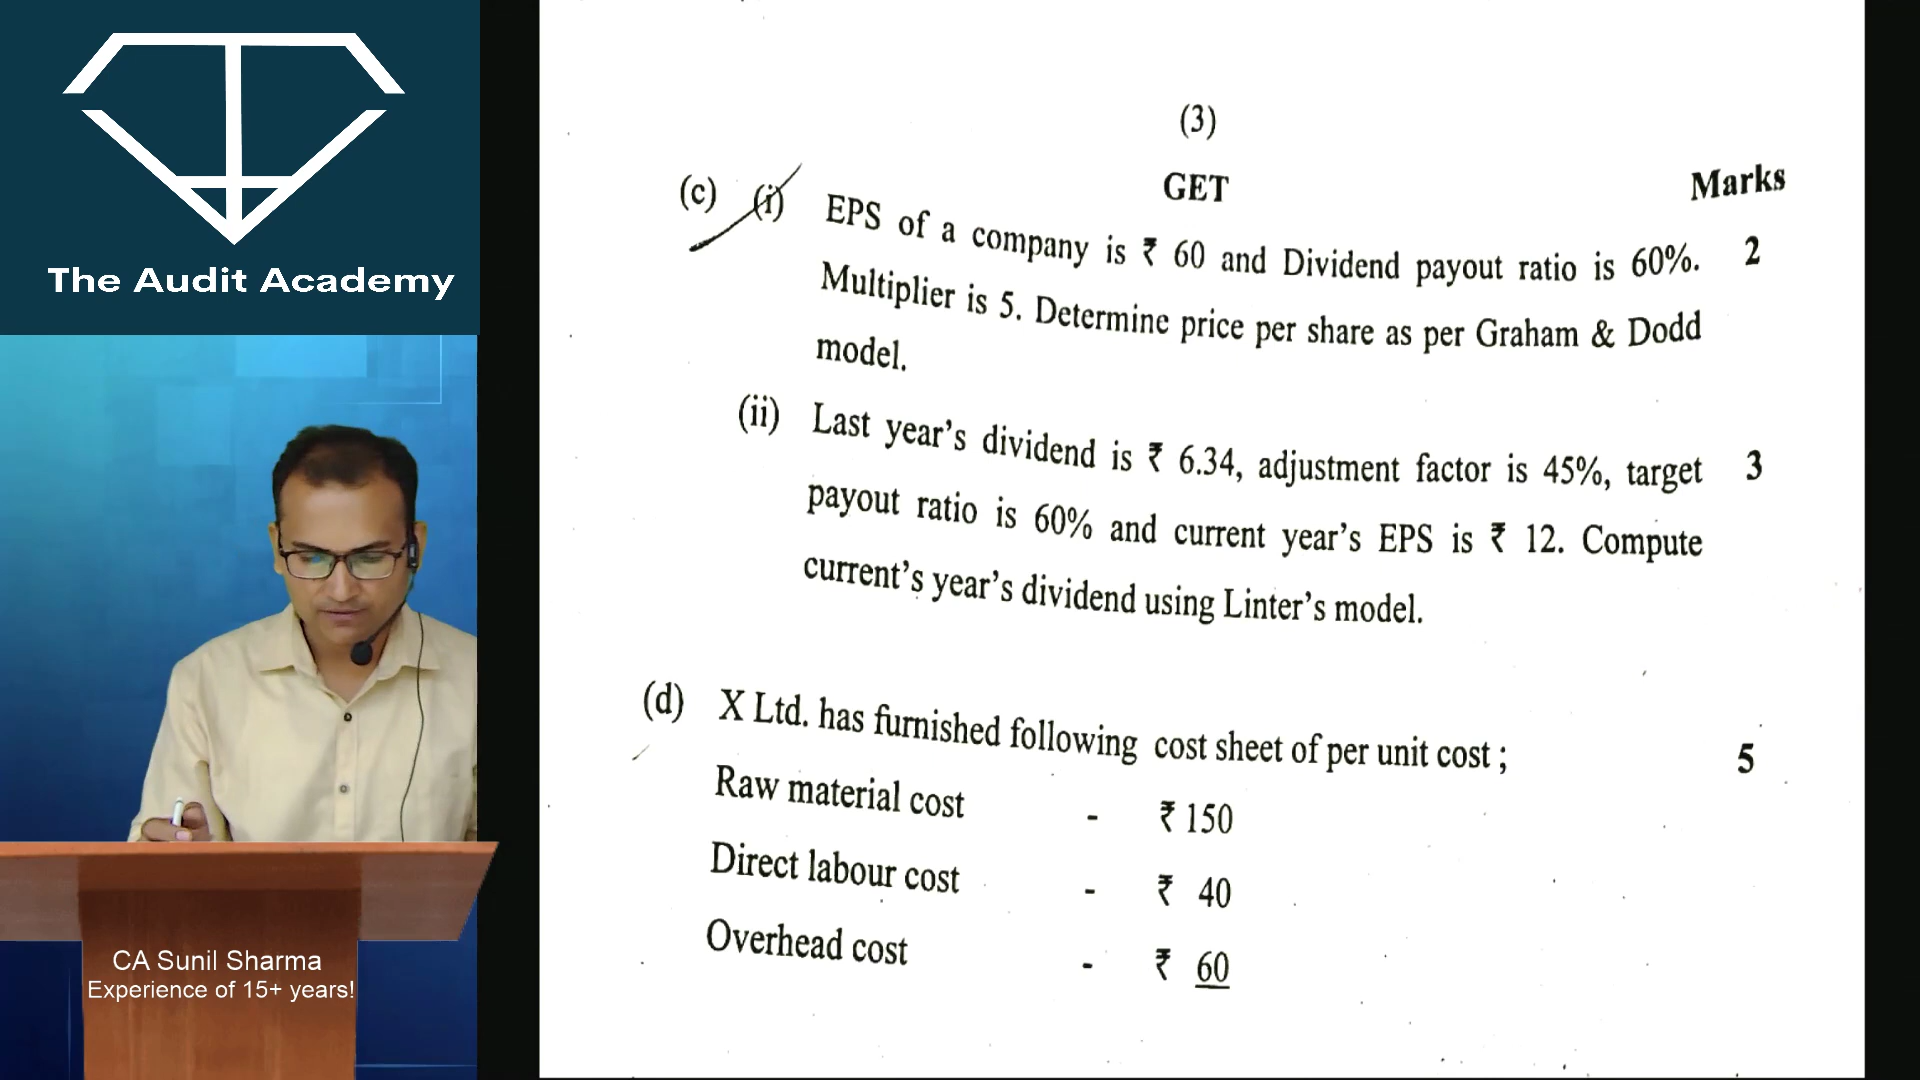 The Audit Academy
CA Sunil Sharma
Experience of 15+ years!
(3)
GET
Marks
(c) (i) EPS of a company is ₹ 60 and Dividend payout ratio is 60%. 2
Multiplier is 5. Determine price per share as per Graham & Dodd
model.
(ii) Last year’s dividend is ₹ 6.34, adjustment factor is 45%, target 3
payout ratio is 60% and current year’s EPS is ₹ 12. Compute
current’s year’s dividend using Linter’s model.
(d) X Ltd. has furnished following cost sheet of per unit cost ; 5
Raw material cost - ₹ 150
Direct labour cost - ₹ 40
Overhead cost - ₹ 60